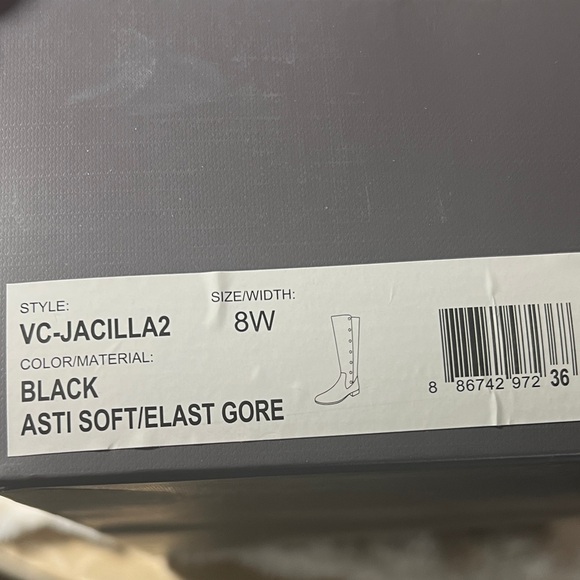 STYLE:
VC-JACILLA2
SIZE/WIDTH:
8W
COLOR/MATERIAL:
BLACK
ASTI SOFT/ELAST GORE
8 86742 972 36